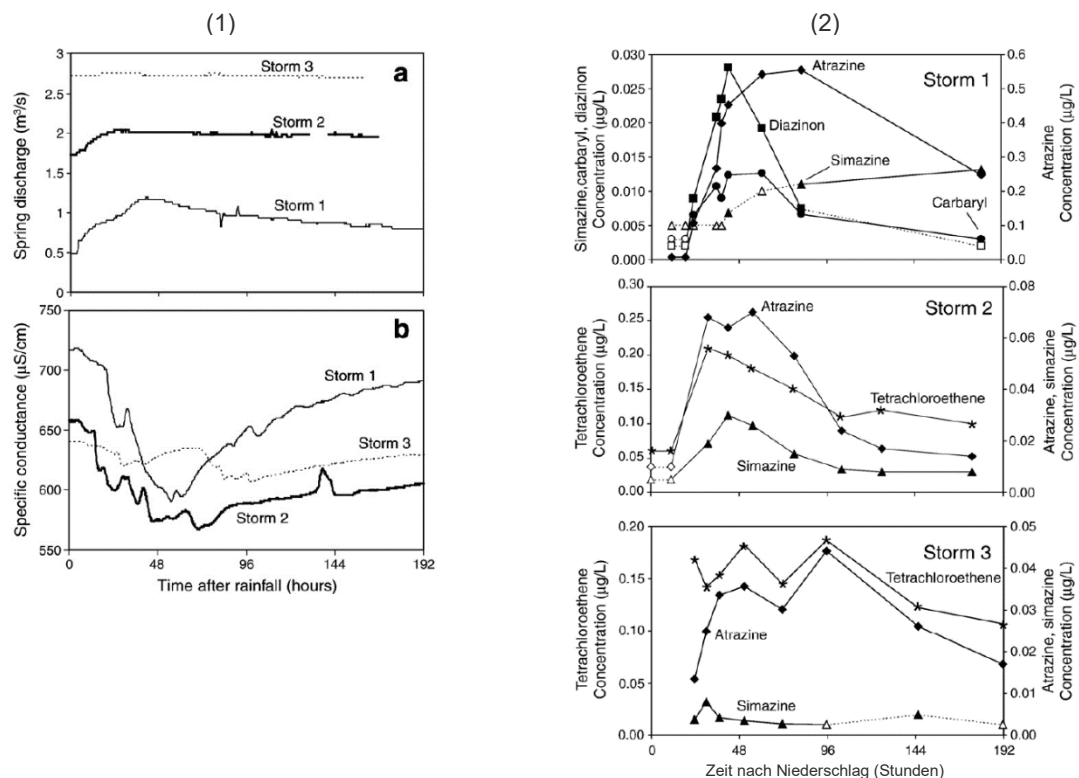 (1)
Spring discharge (m³/s)
3
2.5
2
1.5
1
0.5
0
a
Storm 3
Storm 2
Storm 1
Specific conductance (µS/cm)
750
700
650
600
550
b
Storm 1
Storm 3
Storm 2
0
48
96
144
192
Time after rainfall (hours)
(2)
Simazine,carbaryl, diazinon
Concentration (µg/L)
0.030
0.025
0.020
0.015
0.010
0.005
0.000
Storm 1
Atrazine
Diazinon
Simazine
Carbaryl
0.6
0.5
0.4
0.3
0.2
0.1
0.0
Atrazine
Concentration (µg/L)
Tetrachloroethene
Concentration (µg/L)
0.30
0.25
0.20
0.15
0.10
0.05
0.00
Storm 2
Atrazine
Tetrachloroethene
Simazine
0.08
0.06
0.04
0.02
0.00
Atrazine, simazine
Concentration (µg/L)
Tetrachloroethene
Concentration (µg/L)
0.20
0.15
0.10
0.05
0.00
Storm 3
Tetrachloroethene
Atrazine
Simazine
0.05
0.04
0.03
0.02
0.01
0.00
Atrazine, simazine
Concentration (µg/L)
0
48
96
144
192
Zeit nach Niederschlag (Stunden)